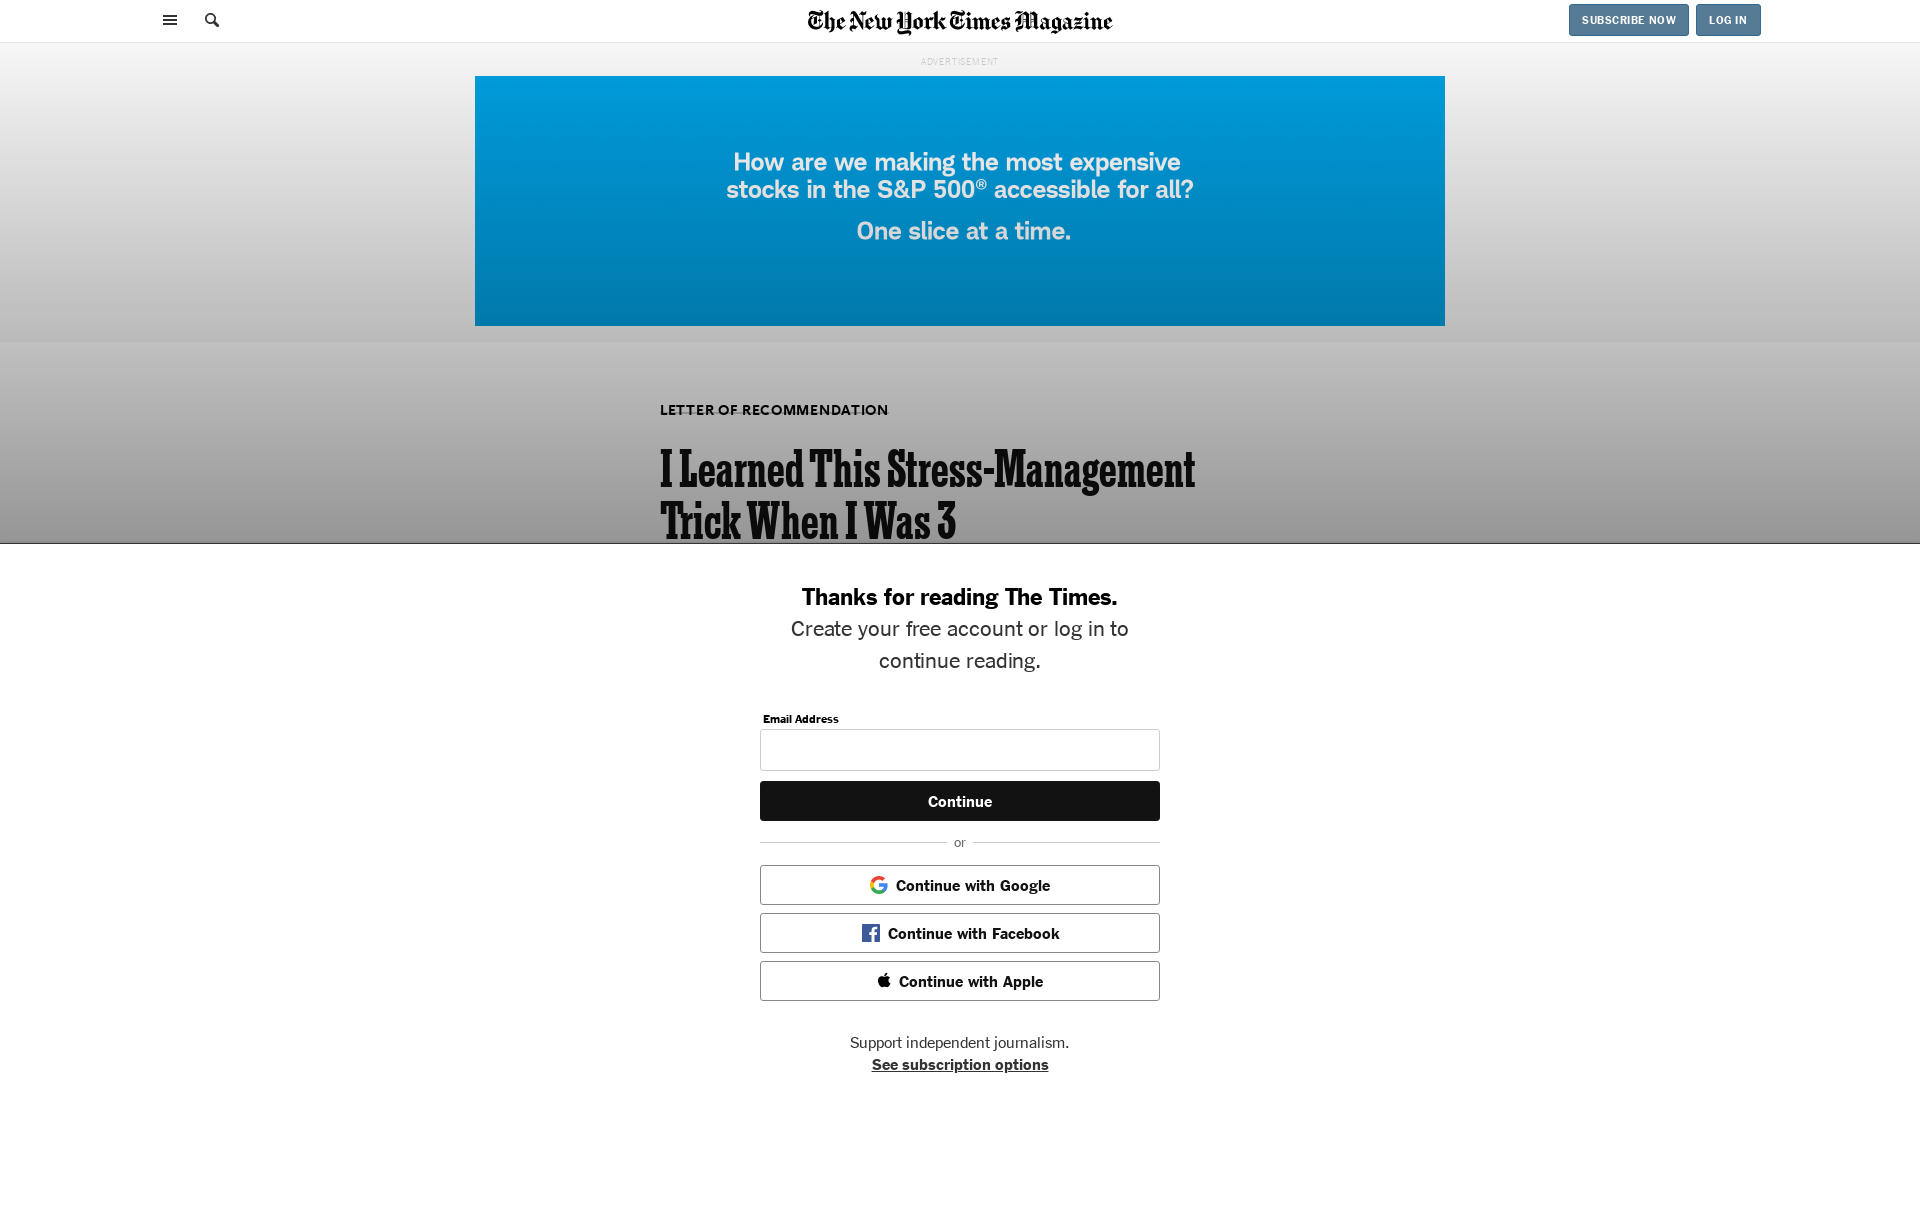 The New York Times Magazine
SUBSCRIBE NOW
LOG IN
ADVERTISEMENT
How are we making the most expensive
stocks in the S&P 500® accessible for all?
One slice at a time.
LETTER OF RECOMMENDATION
I Learned This Stress-Management
Trick When I Was 3
Thanks for reading The Times.
Create your free account or log in to
continue reading.
Email Address
Continue
or
Continue with Google
Continue with Facebook
Continue with Apple
Support independent journalism.
See subscription options